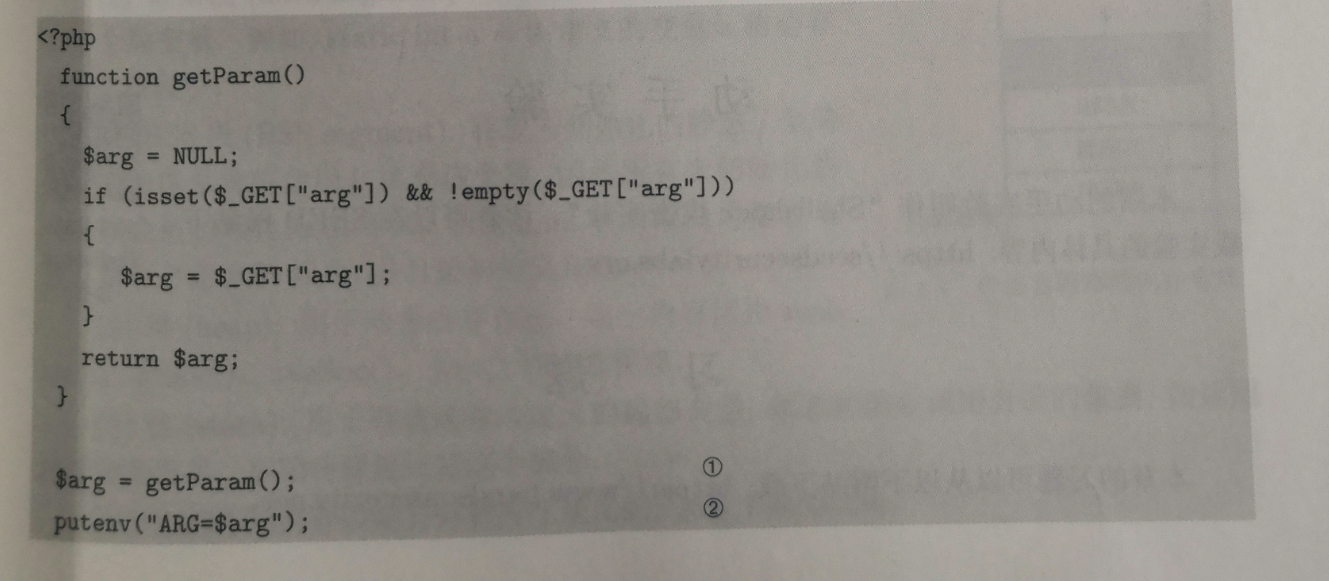 <?php
function getParam()
{
$arg = NULL;
if (isset($_GET["arg"]) && !empty($_GET["arg"]))
{
$arg = $_GET["arg"];
}
return $arg;
}
$arg = getParam(); ①
putenv("ARG=$arg"); ②